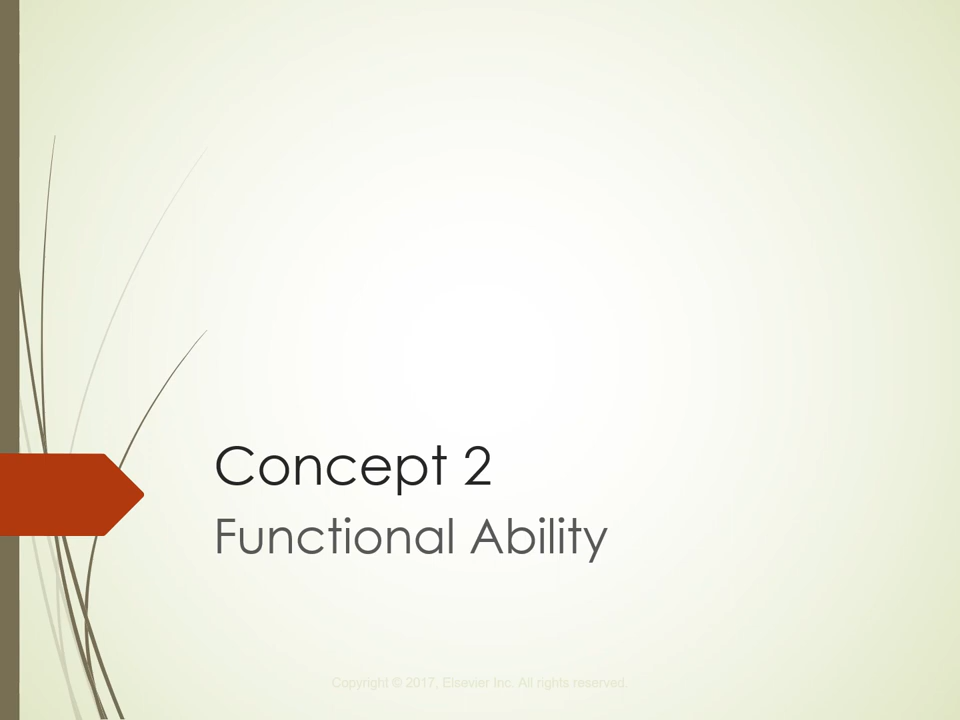 Concept 2
Functional Ability
Copyright © 2017, Elsevier Inc. All rights reserved.